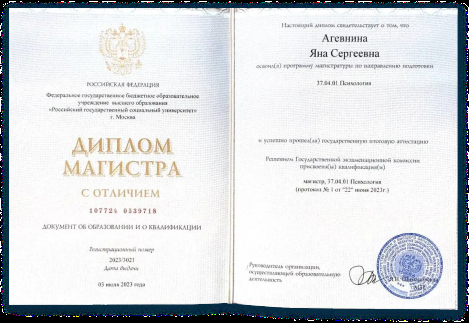 РОССИЙСКАЯ ФЕДЕРАЦИЯ
Федеральное государственное бюджетное образовательное
учреждение высшего образования
«Российский государственный социальный университет»
г. Москва
ДИПЛОМ
МАГИСТРА
С ОТЛИЧИЕМ
107724 0539718
ДОКУМЕНТ ОБ ОБРАЗОВАНИИ И О КВАЛИФИКАЦИИ
Регистрационный номер
2023/3021
Дата выдачи
03 июля 2023 года
Настоящий диплом свидетельствует о том, что
Агевнина
Яна Сергеевна
освоил(а) программу магистратуры по направлению подготовки
37.04.01 Психология
и успешно прошел(ла) государственную итоговую аттестацию
Решением Государственной экзаменационной комиссии
присвоена(ы) квалификация(и)
магистр, 37.04.01 Психология
(протокол № 1 от "22" июня 2023г.)
Руководитель организации,
осуществляющей образовательную
деятельность